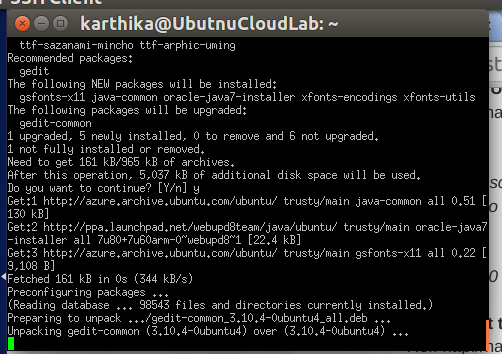 karthika@UbutnuCloudLab: ~
ttf-sazanami-mincho ttf-arphic-uming
Recommended packages:
gedit
The following NEW packages will be installed:
gsfonts-x11 java-common oracle-java7-installer xfonts-encodings xfonts-utils
The following packages will be upgraded:
gedit-common
1 upgraded, 5 newly installed, 0 to remove and 6 not upgraded.
1 not fully installed or removed.
Need to get 161 kB/965 kB of archives.
After this operation, 5,037 kB of additional disk space will be used.
Do you want to continue? [Y/n] y
Get:1 http://azure.archive.ubuntu.com/ubuntu/ trusty/main java-common all 0.51 [
130 kB]
Get:2 http://ppa.launchpad.net/webupd8team/java/ubuntu/ trusty/main oracle-java7
-installer all 7u80+7u60arm-0~webupd8~1 [22.4 kB]
Get:3 http://azure.archive.ubuntu.com/ubuntu/ trusty/main gsfonts-x11 all 0.22 [
9,108 B]
Fetched 161 kB in 0s (344 kB/s)
Preconfiguring packages ...
(Reading database ... 98543 files and directories currently installed.)
Preparing to unpack .../gedit-common_3.10.4-0ubuntu4_all.deb ...
Unpacking gedit-common (3.10.4-0ubuntu4) over (3.10.4-0ubuntu4) ...